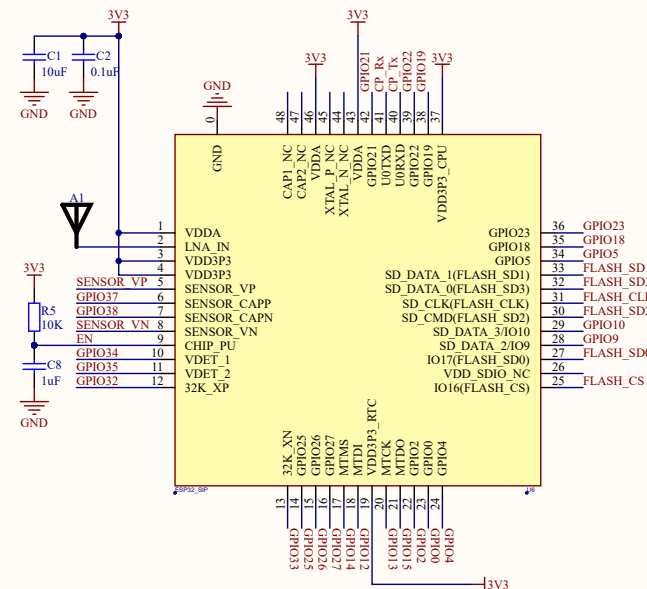 3V3
C1
10uF
C2
0.1uF
GND
GND
GND
3V3
3V3
GPIO21
CP_Rx
CP_Tx
GPIO22
GPIO19
3V3
0
48
47
46
45
44
43
42
41
40
39
38
37
GND
CAP1_NC
CAP2_NC
VDDA
XTAL_P_NC
XTAL_N_NC
VDDA
GPIO21
U0TXD
U0RXD
GPIO22
GPIO19
VDD3P3_CPU
A1
3V3
R5
10K
C8
1uF
GND
1 VDDA
2 LNA_IN
3 VDD3P3
4 VDD3P3
SENSOR_VP 5 SENSOR_VP
GPIO37 6 SENSOR_CAPP
GPIO38 7 SENSOR_CAPN
SENSOR_VN 8 SENSOR_VN
EN 9 CHIP_PU
GPIO34 10 VDET_1
GPIO35 11 VDET_2
GPIO32 12 32K_XP
GPIO23 36 GPIO23
GPIO18 35 GPIO18
GPIO5 34 GPIO5
SD_DATA_1(FLASH_SD1) 33 FLASH_SD1
SD_DATA_0(FLASH_SD3) 32 FLASH_SD3
SD_CLK(FLASH_CLK) 31 FLASH_CLK
SD_CMD(FLASH_SD2) 30 FLASH_SD2
SD_DATA_3/IO10 29 GPIO10
SD_DATA_2/IO9 28 GPIO9
IO17(FLASH_SD0) 27 FLASH_SD0
VDD_SDIO_NC 26
IO16(FLASH_CS) 25 FLASH_CS
32K_XN
GPIO25
GPIO26
GPIO27
MTMS
MTDI
VDD3P3_RTC
MTCK
MTDO
GPIO2
GPIO0
GPIO4
ESP32_SIP
U6
13
14
15
16
17
18
19
20
21
22
23
24
GPIO33
GPIO25
GPIO26
GPIO27
GPIO14
GPIO12
GPIO13
GPIO15
GPIO2
GPIO0
GPIO4
3V3